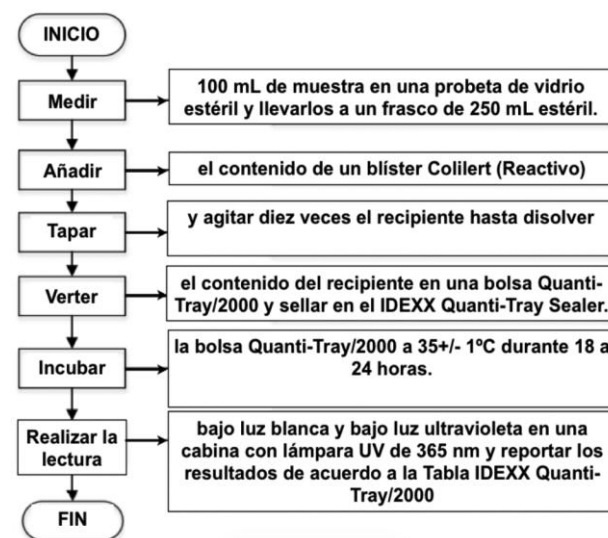 INICIO
Medir
100 mL de muestra en una probeta de vidrio
estéril y llevarlos a un frasco de 250 mL estéril.
Añadir
el contenido de un blíster Colilert (Reactivo)
Tapar
y agitar diez veces el recipiente hasta disolver
Verter
el contenido del recipiente en una bolsa Quanti-
Tray/2000 y sellar en el IDEXX Quanti-Tray Sealer.
Incubar
la bolsa Quanti-Tray/2000 a 35+/- 1ºC durante 18 a
24 horas.
Realizar la
lectura
bajo luz blanca y bajo luz ultravioleta en una
cabina con lámpara UV de 365 nm y reportar los
resultados de acuerdo a la Tabla IDEXX Quanti-
Tray/2000
FIN